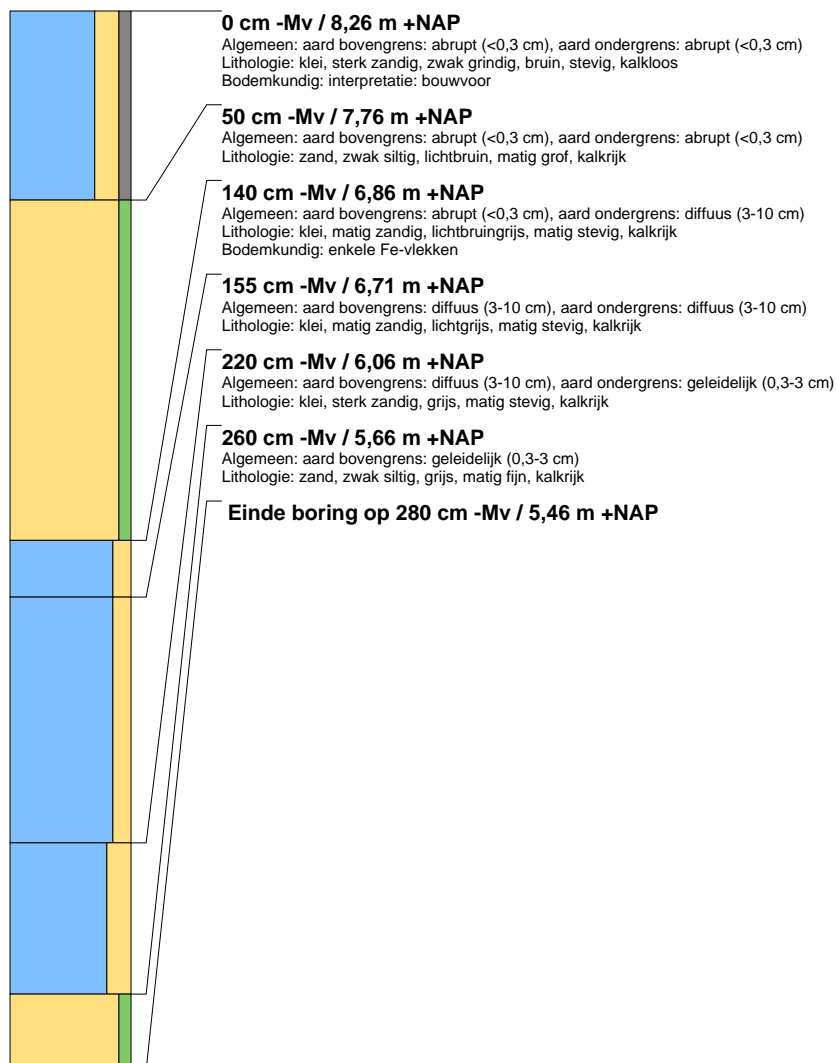 0 cm -Mv / 8,26 m +NAP
Algemeen: aard bovengrens: abrupt (<0,3 cm), aard ondergrens: abrupt (<0,3 cm)
Lithologie: klei, sterk zandig, zwak grindig, bruin, stevig, kalkloos
Bodemkundig: interpretatie: bouwvoor
50 cm -Mv / 7,76 m +NAP
Algemeen: aard bovengrens: abrupt (<0,3 cm), aard ondergrens: abrupt (<0,3 cm)
Lithologie: zand, zwak siltig, lichtbruin, matig grof, kalkrijk
140 cm -Mv / 6,86 m +NAP
Algemeen: aard bovengrens: abrupt (<0,3 cm), aard ondergrens: diffuus (3-10 cm)
Lithologie: klei, matig zandig, lichtbruingrijs, matig stevig, kalkrijk
Bodemkundig: enkele Fe-vlekken
155 cm -Mv / 6,71 m +NAP
Algemeen: aard bovengrens: diffuus (3-10 cm), aard ondergrens: diffuus (3-10 cm)
Lithologie: klei, matig zandig, lichtgrijs, matig stevig, kalkrijk
220 cm -Mv / 6,06 m +NAP
Algemeen: aard bovengrens: diffuus (3-10 cm), aard ondergrens: geleidelijk (0,3-3 cm)
Lithologie: klei, sterk zandig, grijs, matig stevig, kalkrijk
260 cm -Mv / 5,66 m +NAP
Algemeen: aard bovengrens: geleidelijk (0,3-3 cm)
Lithologie: zand, zwak siltig, grijs, matig fijn, kalkrijk
Einde boring op 280 cm -Mv / 5,46 m +NAP